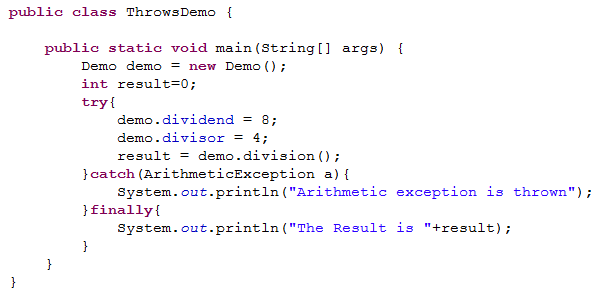 public class ThrowsDemo {
public static void main(String[] args) {
Demo demo = new Demo();
int result=0;
try{
demo.dividend = 8;
demo.divisor = 4;
result = demo.division();
}catch(ArithmeticException a){
System.out.println("Arithmetic exception is thrown");
}finally{
System.out.println("The Result is "+result);
}
}
}